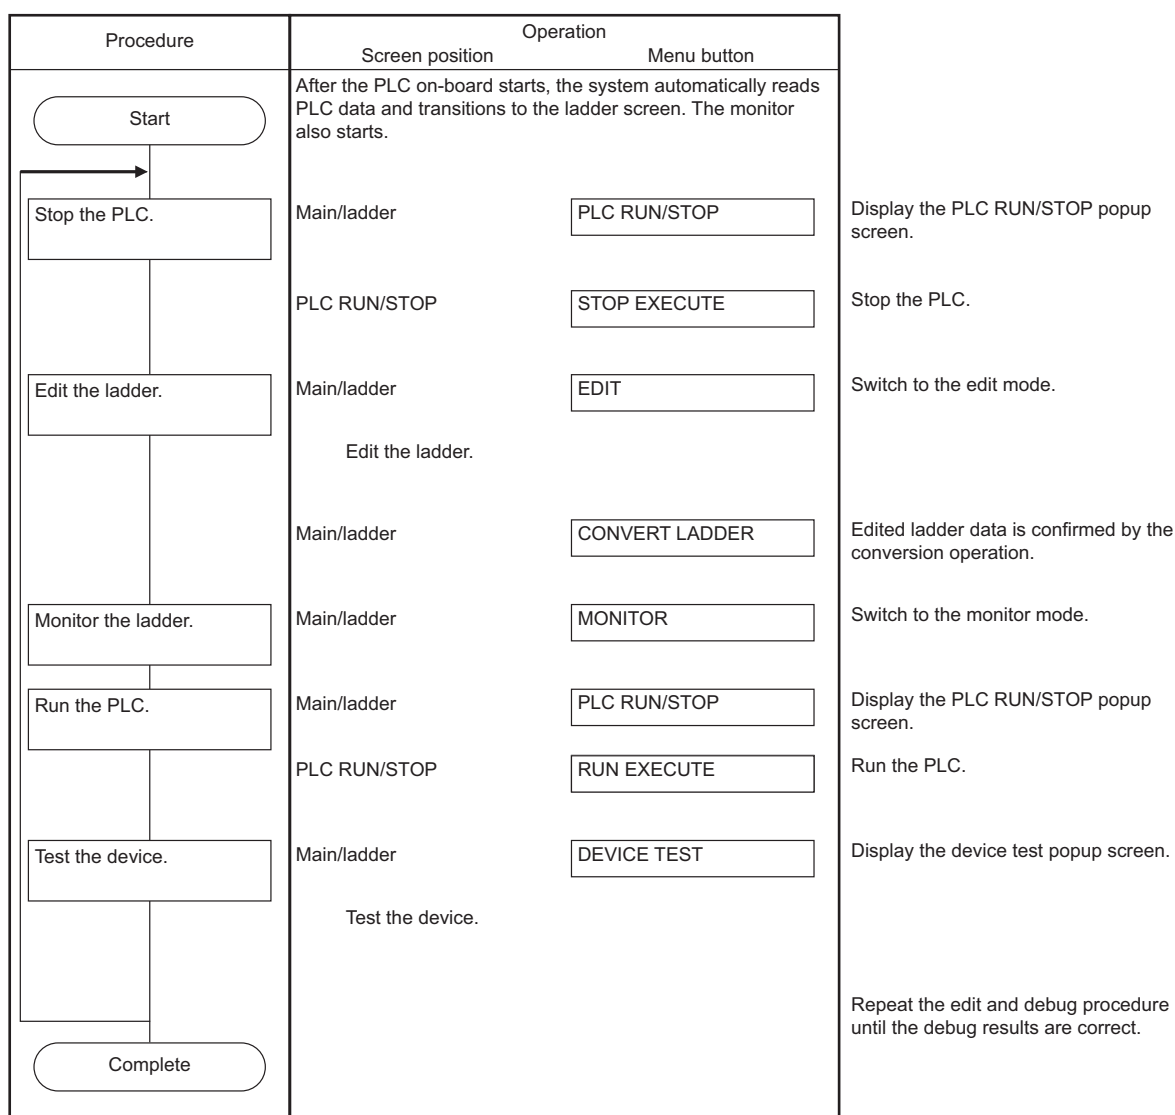 Procedure
Operation
Screen position
Menu button
After the PLC on-board starts, the system automatically reads
PLC data and transitions to the ladder screen. The monitor
also starts.
Start
Stop the PLC.
Main/ladder
PLC RUN/STOP
Display the PLC RUN/STOP popup
screen.
PLC RUN/STOP
STOP EXECUTE
Stop the PLC.
Edit the ladder.
Main/ladder
EDIT
Switch to the edit mode.
Edit the ladder.
Main/ladder
CONVERT LADDER
Edited ladder data is confirmed by the
conversion operation.
Monitor the ladder.
Main/ladder
MONITOR
Switch to the monitor mode.
Run the PLC.
Main/ladder
PLC RUN/STOP
Display the PLC RUN/STOP popup
screen.
PLC RUN/STOP
RUN EXECUTE
Run the PLC.
Test the device.
Main/ladder
DEVICE TEST
Display the device test popup screen.
Test the device.
Repeat the edit and debug procedure
until the debug results are correct.
Complete